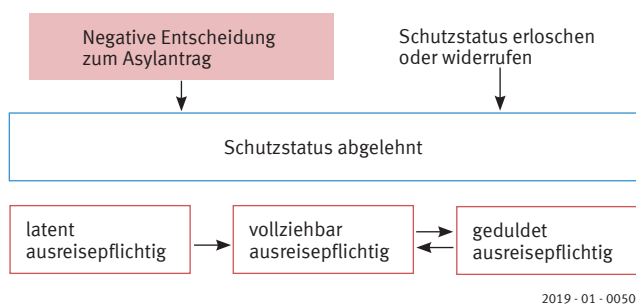 Negative Entscheidung
zum Asylantrag
Schutzstatus erloschen
oder widerrufen
Schutzstatus abgelehnt
latent
ausreisepflichtig
vollziehbar
ausreisepflichtig
geduldet
ausreisepflichtig
2019 - 01 - 0050